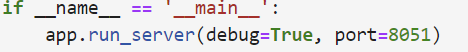 if __name__ == '__main__':
    app.run_server(debug=True, port=8051)